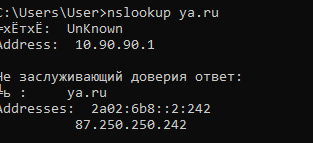 C:\Users\User>nslookup ya.ru
╤хЁтхЁ:  UnKnown
Address:  10.90.90.1
Не заслуживающий доверия ответ:
╚ь :     ya.ru
Addresses:  2a02:6b8::2:242
87.250.250.242